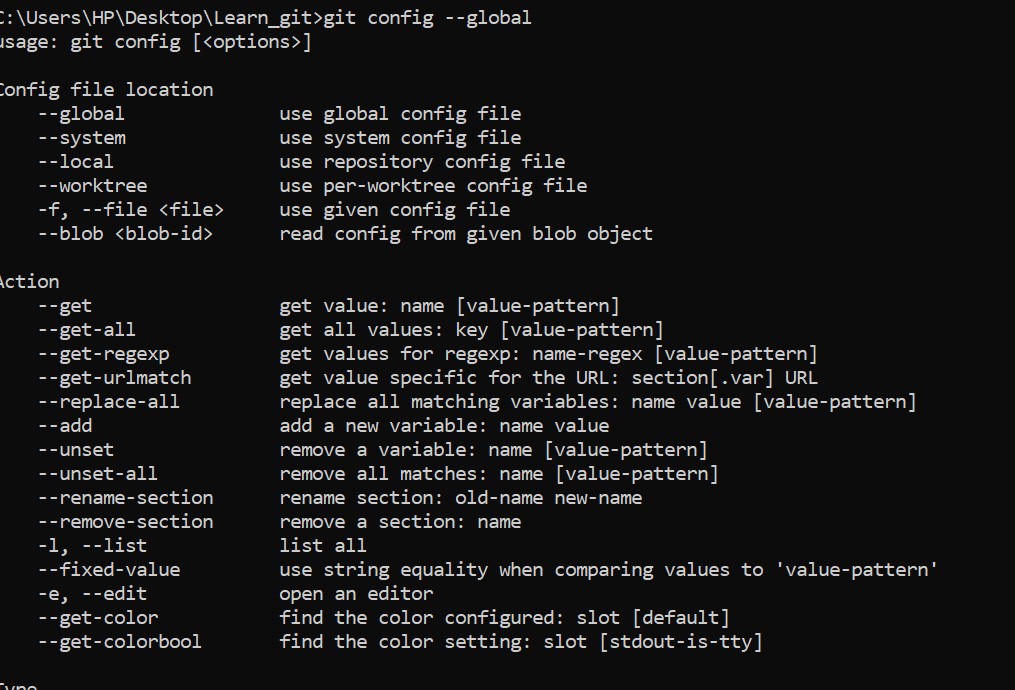 C:\Users\HP\Desktop\Learn_git>git config --global
usage: git config [<options>]
Config file location
--global use global config file
--system use system config file
--local use repository config file
--worktree use per-worktree config file
-f, --file <file> use given config file
--blob <blob-id> read config from given blob object
Action
--get get value: name [value-pattern]
--get-all get all values: key [value-pattern]
--get-regexp get values for regexp: name-regex [value-pattern]
--get-urlmatch get value specific for the URL: section[.var] URL
--replace-all replace all matching variables: name value [value-pattern]
--add add a new variable: name value
--unset remove a variable: name [value-pattern]
--unset-all remove all matches: name [value-pattern]
--rename-section rename section: old-name new-name
--remove-section remove a section: name
-l, --list list all
--fixed-value use string equality when comparing values to 'value-pattern'
-e, --edit open an editor
--get-color find the color configured: slot [default]
--get-colorbool find the color setting: slot [stdout-is-tty]
Type